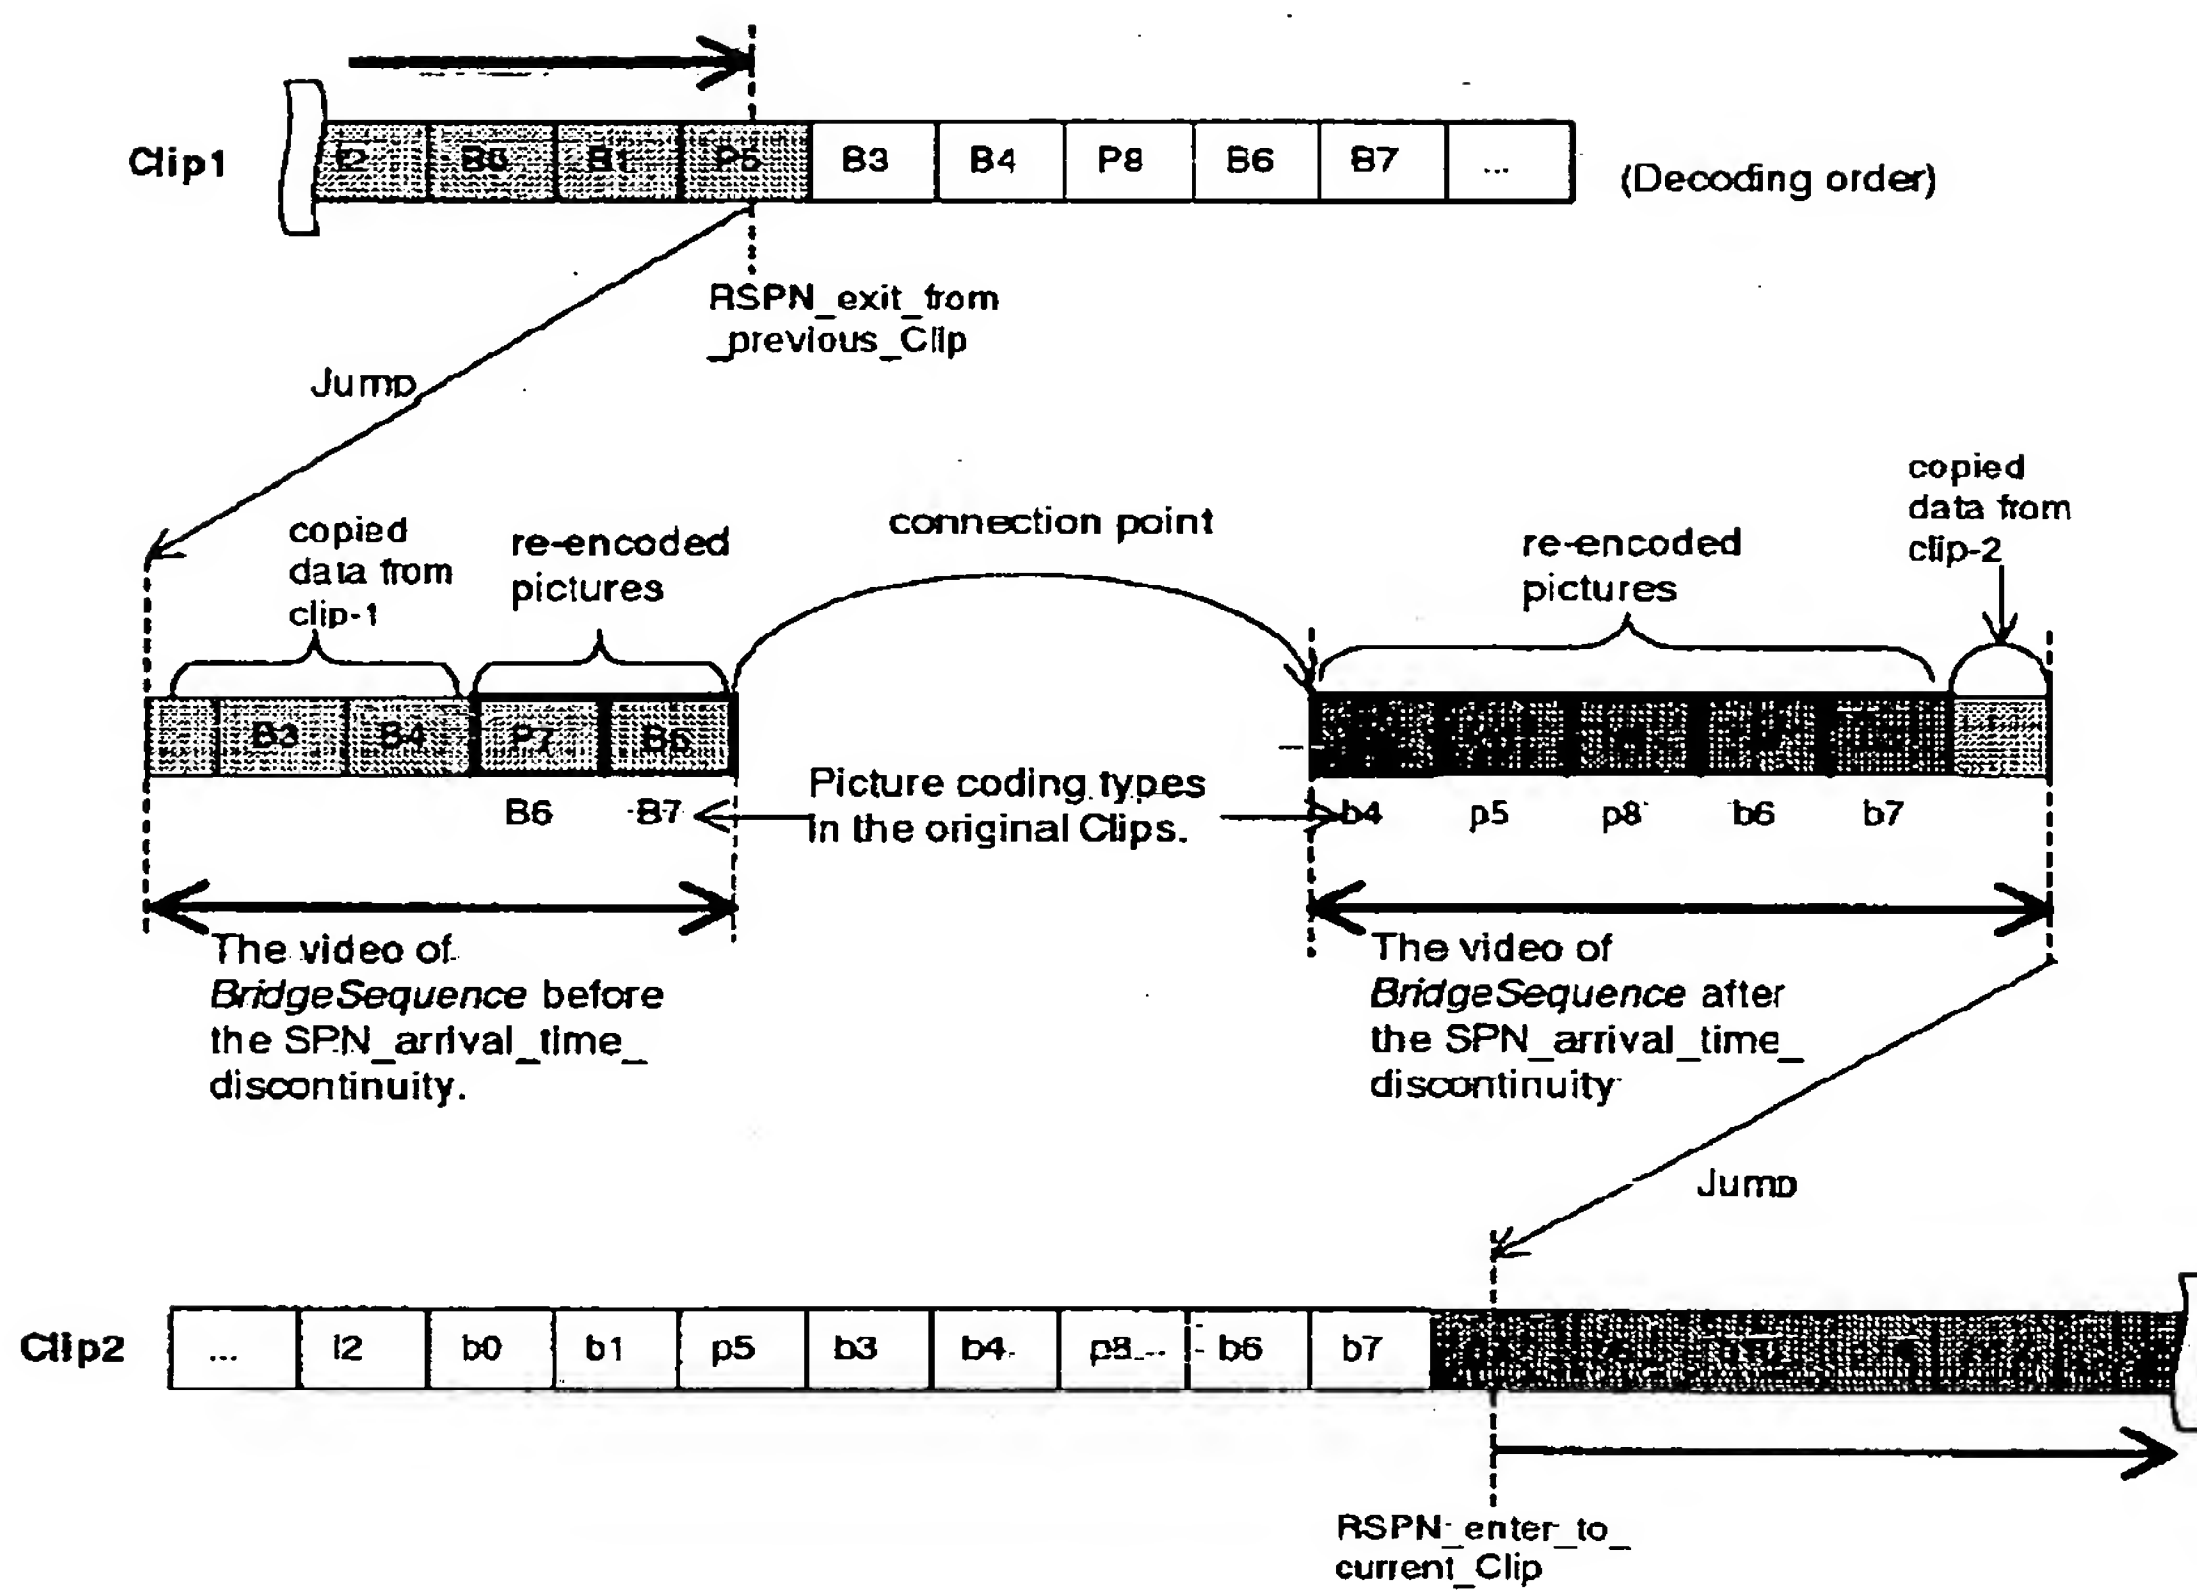 Clip1
I2 B0 B1 P5 B3 B4 P8 B6 B7 ...
(Decoding order)
RSPN_exit_from
_previous_Clip
Jump
copied
data from
clip-1
re-encoded
pictures
connection point
re-encoded
pictures
copied
data from
clip-2
B3 B4 P7
B6 B7
Picture coding types
in the original Clips.
b4 p5 p8 b6 b7
The video of
BridgeSequence before
the SPN_arrival_time_
discontinuity.
The video of
BridgeSequence after
the SPN_arrival_time_
discontinuity
Jump
Clip2
... I2 b0 b1 p5 b3 b4 p8 b6 b7
RSPN_enter_to_
current_Clip